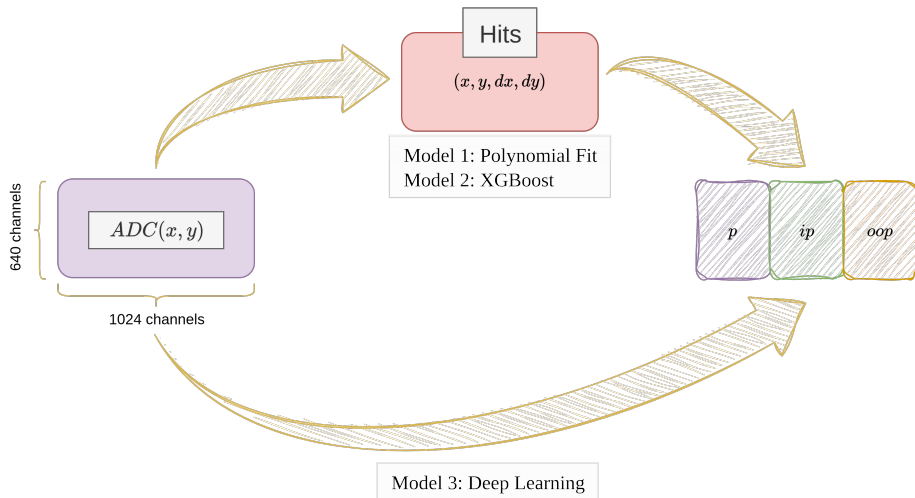 Hits
(x, y, dx, dy)
Model 1: Polynomial Fit
Model 2: XGBoost
640 channels
ADC(x, y)
p
ip
oop
1024 channels
Model 3: Deep Learning